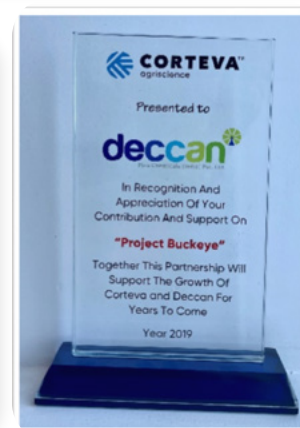 CORTEVA™
agriscience
Presented to
deccan
In Recognition And
Appreciation Of Your
Contribution And Support On
"Project Buckeye"
Together This Partnership Will
Support The Growth Of
Corteva and Deccan For
Years To Come
Year 2019